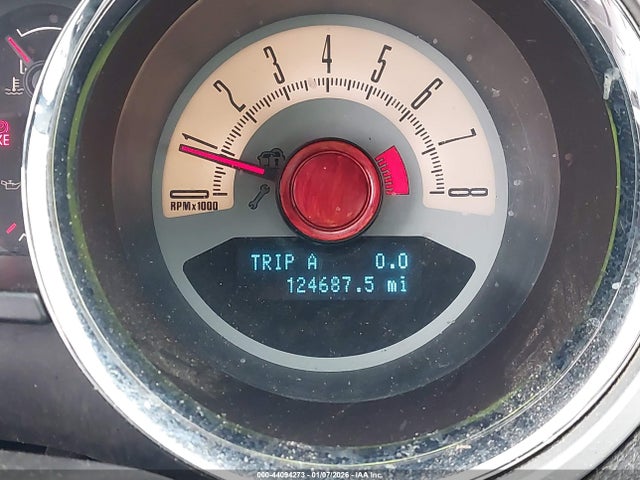 0 1 2 3 4 5 6 7 8
RPMx1000
TRIP A 0.0
124687.5 mi
000-44094273 - 01/07/2026 - IAA Inc.